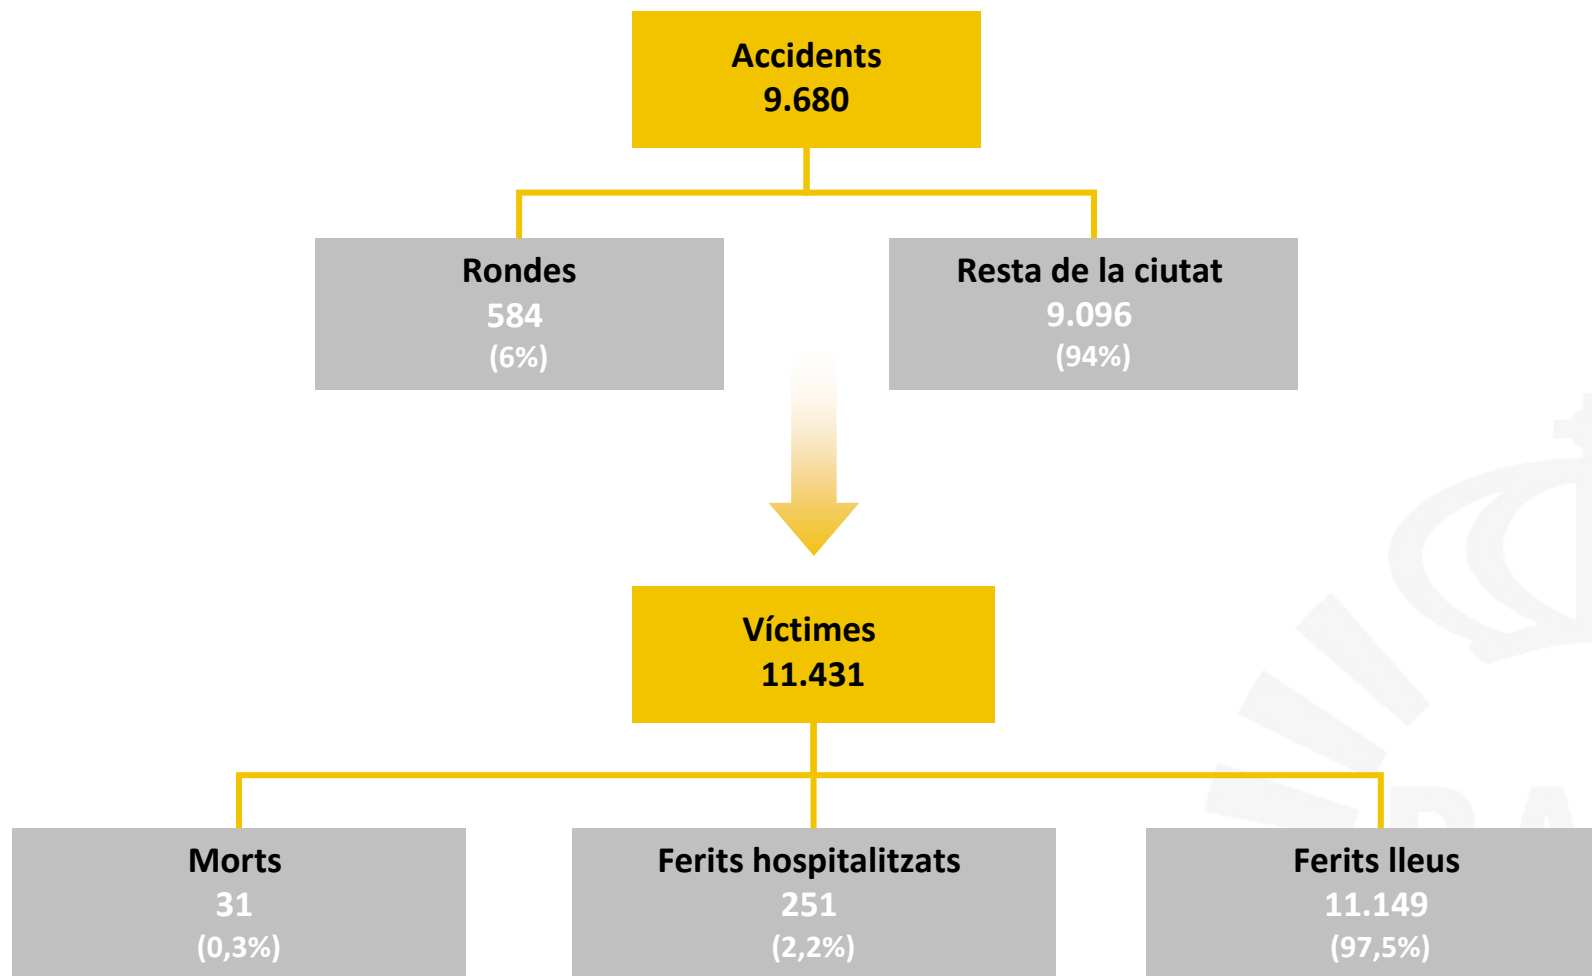 Accidents
9.680
Rondes
584
(6%)
Resta de la ciutat
9.096
(94%)
Víctimes
11.431
Morts
31
(0,3%)
Ferits hospitalitzats
251
(2,2%)
Ferits lleus
11.149
(97,5%)